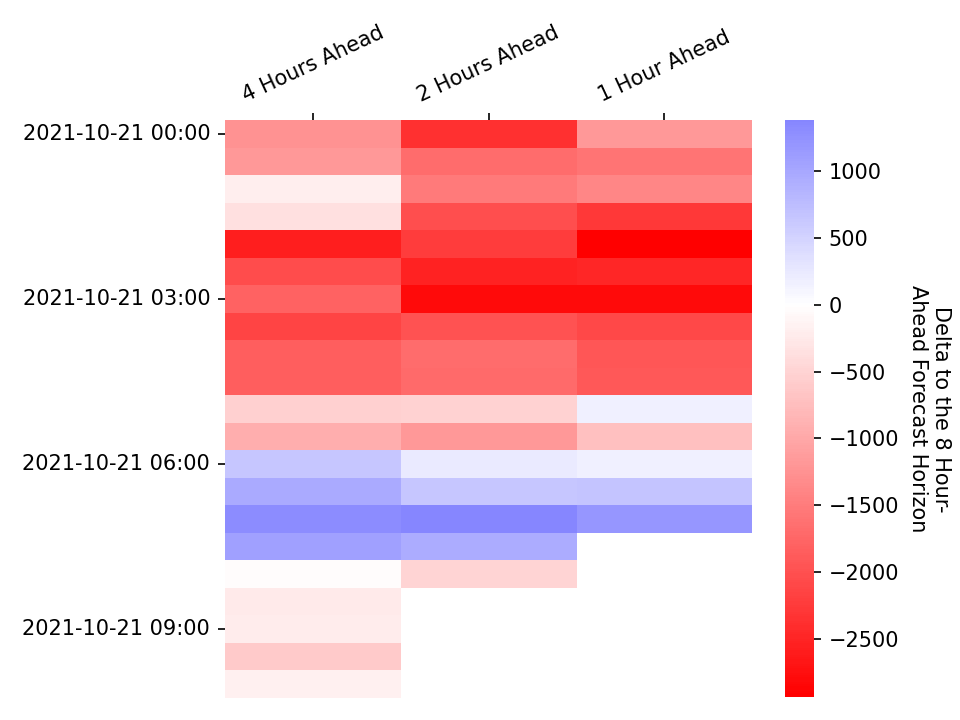 4 Hours Ahead
2 Hours Ahead
1 Hour Ahead
2021-10-21 00:00
2021-10-21 03:00
2021-10-21 06:00
2021-10-21 09:00
1000
500
0
−500
−1000
−1500
−2000
−2500
Delta to the 8 Hour-
Ahead Forecast Horizon